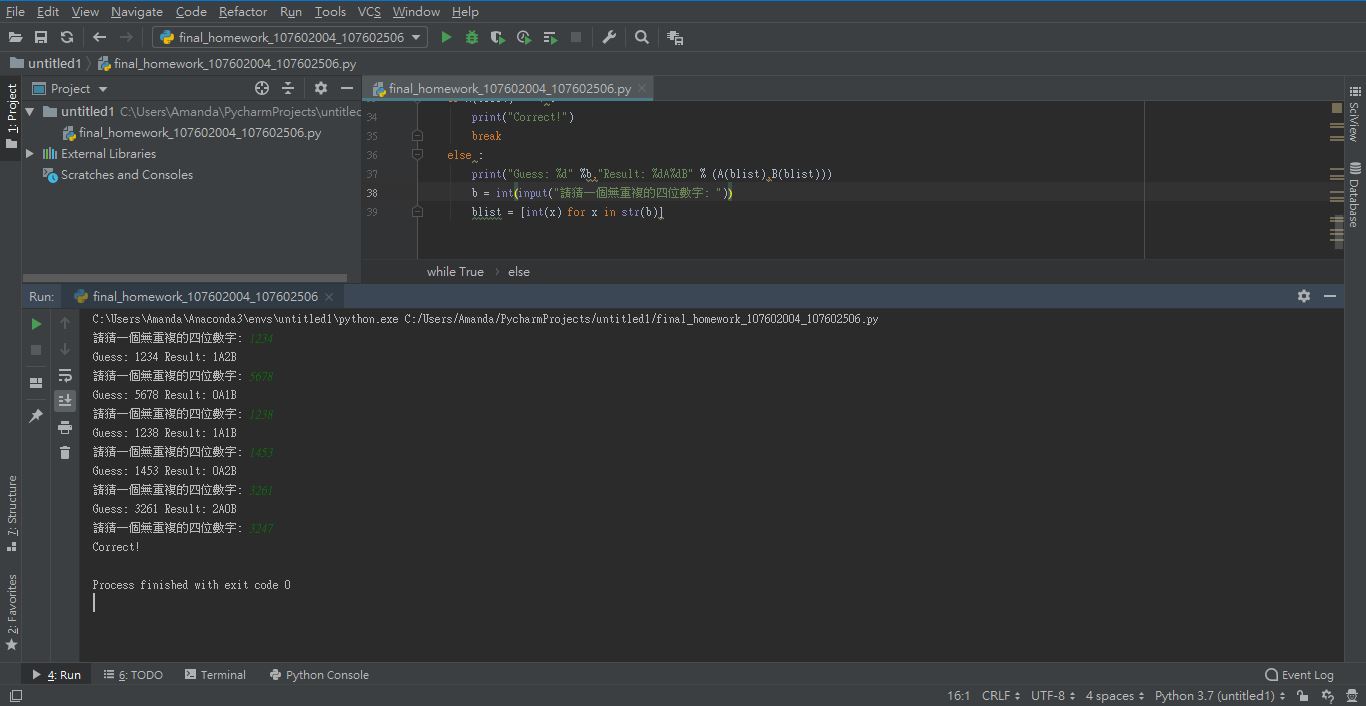 File Edit View Navigate Code Refactor Run Tools VCS Window Help
final_homework_107602004_107602506
untitled1 final_homework_107602004_107602506.py
1: Project
Project
untitled1 C:\Users\Amanda\PycharmProjects\untitlec
final_homework_107602004_107602506.py
External Libraries
Scratches and Consoles
final_homework_107602004_107602506.py
34 print("Correct!")
35 break
36 else :
37 print("Guess: %d" %b,"Result: %dA%dB" % (A(blist),B(blist)))
38 b = int(input("請猜一個無重複的四位數字: "))
39 blist = [int(x) for x in str(b)]
while True › else
SciView
Database
Run: final_homework_107602004_107602506
C:\Users\Amanda\Anaconda3\envs\untitled1\python.exe C:/Users/Amanda/PycharmProjects/untitled1/final_homework_107602004_107602506.py
請猜一個無重複的四位數字: 1234
Guess: 1234 Result: 1A2B
請猜一個無重複的四位數字: 5678
Guess: 5678 Result: 0A1B
請猜一個無重複的四位數字: 1238
Guess: 1238 Result: 1A1B
請猜一個無重複的四位數字: 1453
Guess: 1453 Result: 0A2B
請猜一個無重複的四位數字: 3261
Guess: 3261 Result: 2A0B
請猜一個無重複的四位數字: 3247
Correct!
Process finished with exit code 0
7: Structure
2: Favorites
4: Run 6: TODO Terminal Python Console Event Log
16:1 CRLF UTF-8 4 spaces Python 3.7 (untitled1)